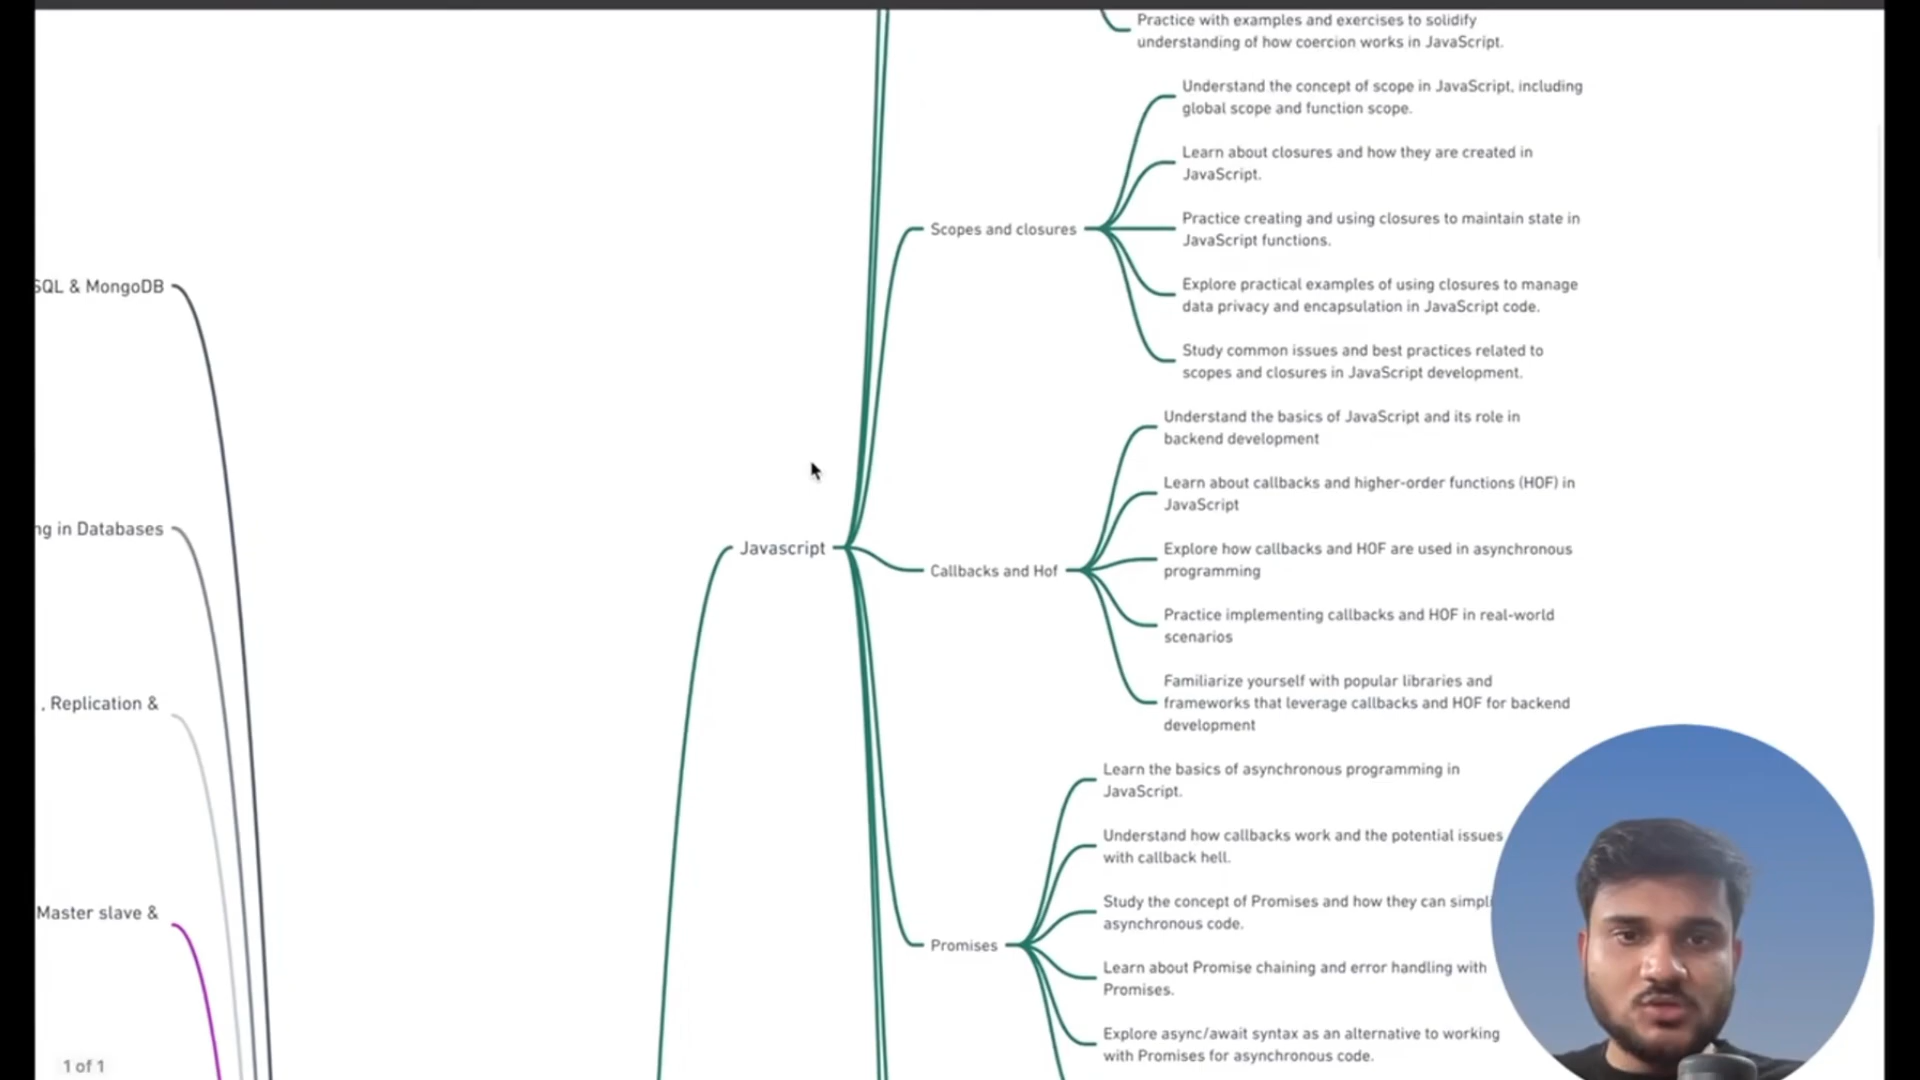 Practice with examples and exercises to solidify
understanding of how coercion works in JavaScript.
Understand the concept of scope in JavaScript, including
global scope and function scope.
Learn about closures and how they are created in
JavaScript.
Scopes and closures
Practice creating and using closures to maintain state in
JavaScript functions.
Explore practical examples of using closures to manage
data privacy and encapsulation in JavaScript code.
Study common issues and best practices related to
scopes and closures in JavaScript development.
SQL & MongoDB
Understand the basics of JavaScript and its role in
backend development
Learn about callbacks and higher-order functions (HOF) in
JavaScript
ng in Databases
Javascript
Callbacks and Hof
Explore how callbacks and HOF are used in asynchronous
programming
Practice implementing callbacks and HOF in real-world
scenarios
Familiarize yourself with popular libraries and
frameworks that leverage callbacks and HOF for backend
development
, Replication &
Learn the basics of asynchronous programming in
JavaScript.
Understand how callbacks work and the potential issues
with callback hell.
Master slave &
Promises
Study the concept of Promises and how they can simpli
asynchronous code.
Learn about Promise chaining and error handling with
Promises.
Explore async/await syntax as an alternative to working
with Promises for asynchronous code.
1 of 1